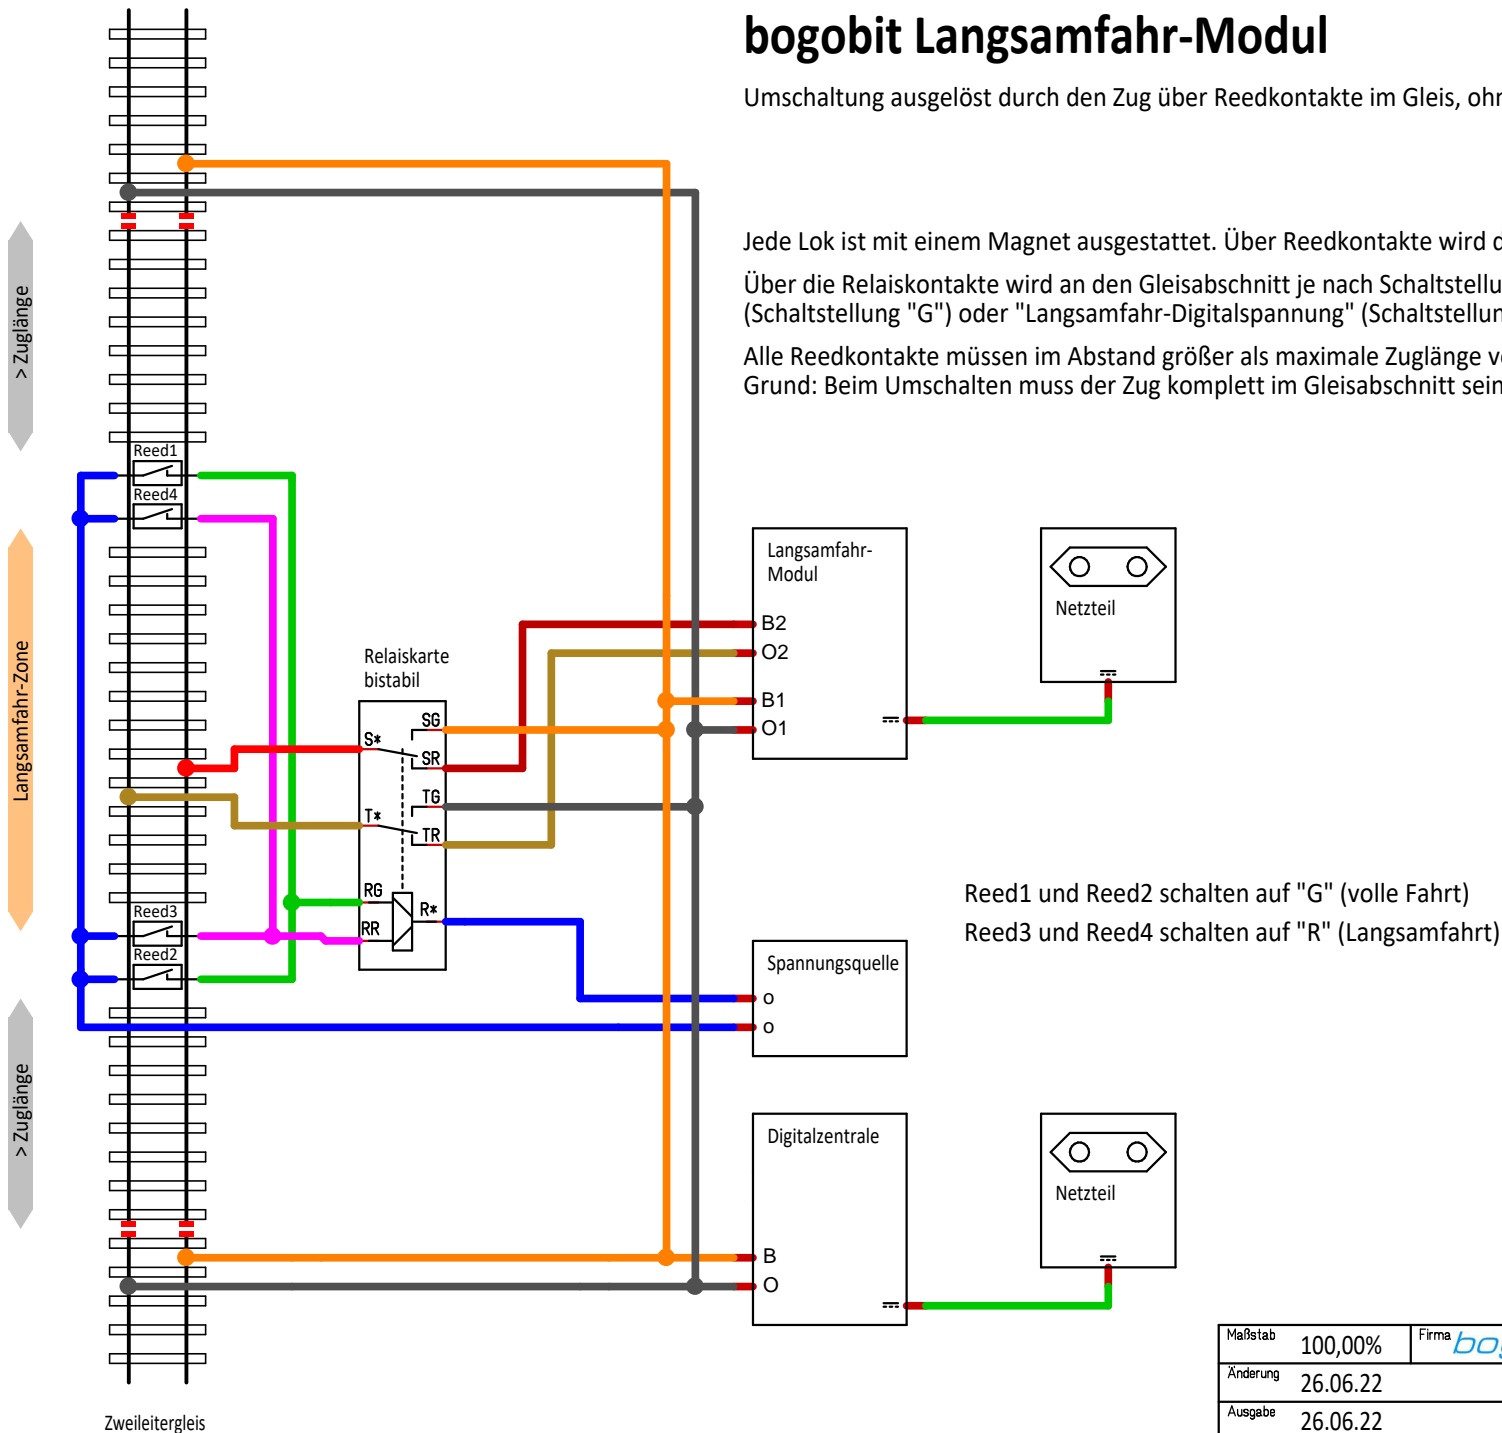 bogobit Langsamfahr-Modul
Umschaltung ausgelöst durch den Zug über Reedkontakte im Gleis,
Jede Lok ist mit einem Magnet ausgestattet. Über Reedkontakte wird
Über die Relaiskontakte wird an den Gleisabschnitt je nach
(Schaltstellung "G") oder "Langsamfahr-Digitalspannung"
Alle Reedkontakte müssen im Abstand größer als maximale Zuglänge
Grund: Beim Umschalten muss der Zug komplett im Gleisabschnitt
> Zuglänge
Reed1
Reed4
Langsamfahr-Zone
Reed3
Reed2
> Zuglänge
Zweileitergleis
Relaiskarte
bistabil
S*
SG
SR
T*
TG
TR
RG
RR
R*
Langsamfahr-
Modul
B2
O2
B1
O1
Netzteil
Reed1 und Reed2 schalten auf "G" (volle Fahrt)
Reed3 und Reed4 schalten auf "R" (Langsamfahrt)
Spannungsquelle
o
o
Digitalzentrale
B
O
Netzteil
Maßstab 100,00% Firma
Änderung 26.06.22
Ausgabe 26.06.22